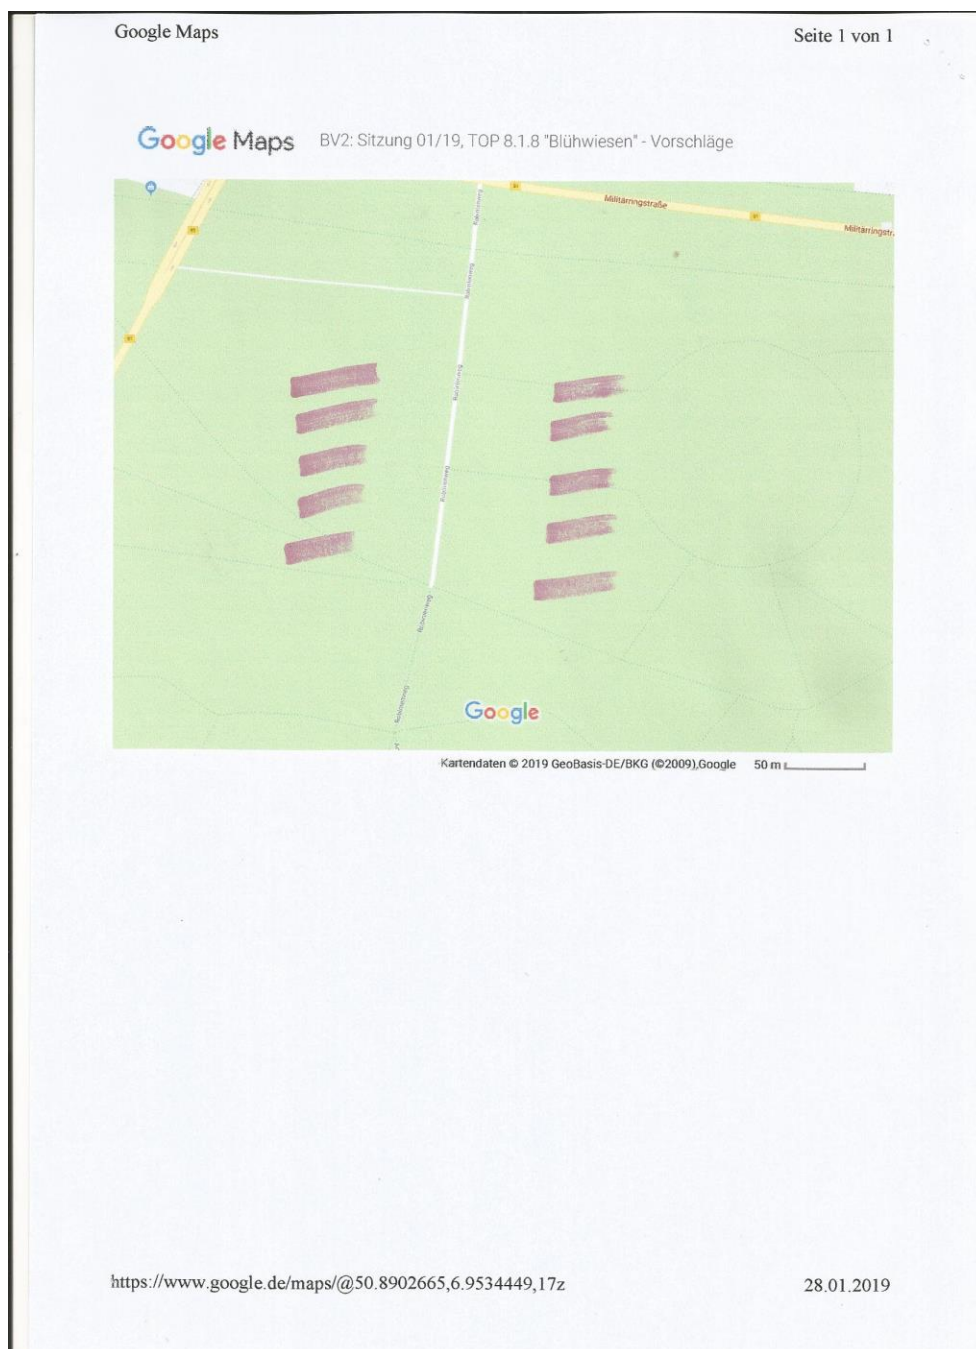 Google Maps
Seite 1 von 1
Google Maps BV2: Sitzung 01/19, TOP 8.1.8 "Blühwiesen" - Vorschläge
Militärringstraße
Militärringstr.
Google
Kartendaten © 2019 GeoBasis-DE/BKG (©2009),Google 50 m
https://www.google.de/maps/@50.8902665,6.9534449,17z
28.01.2019